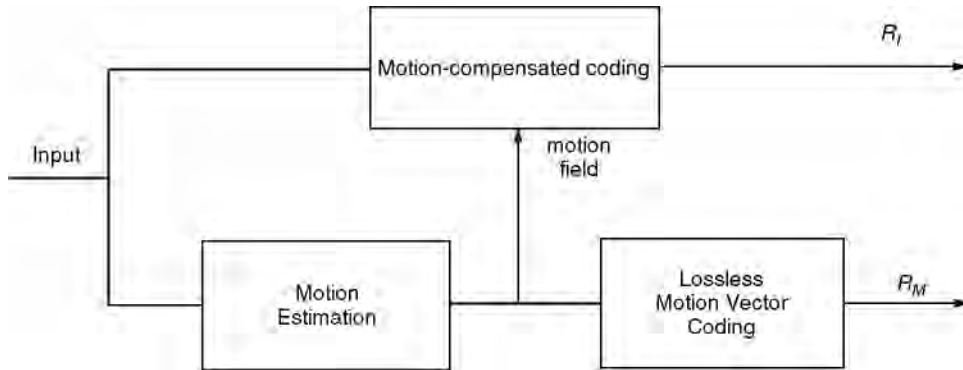 Motion-compensated coding
R_I
Input
motion
field
Motion
Estimation
Lossless
Motion Vector
Coding
R_M